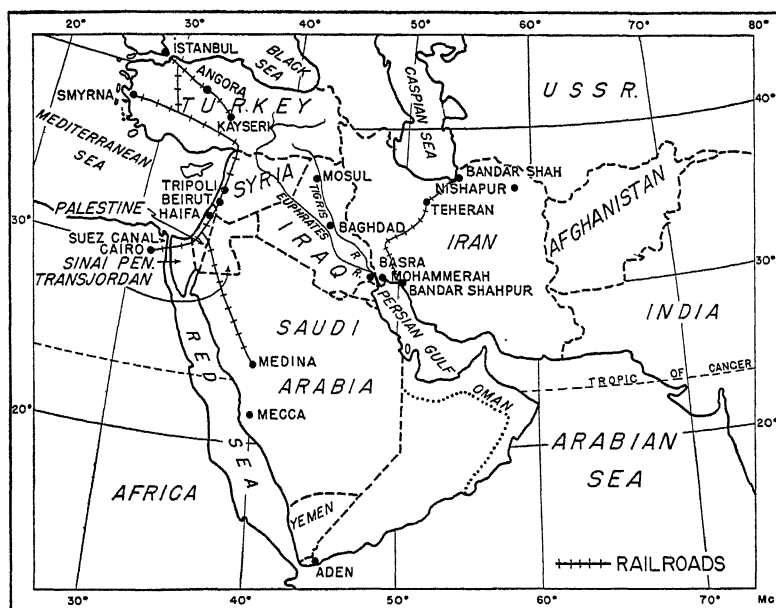 30°
40°
50°
60°
70°
80°
ISTANBUL
BLACK
SEA
ANGORA
SMYRNA
TURKEY
KAYSERI
CASPIAN SEA
U S S R.
40°
40°
MEDITERRANEAN
SEA
TRIPOLI
BEIRUT
HAIFA
SYRIA
MOSUL
TIGRIS
EUPHRATES
R.
R.
BANDAR SHAH
NISHAPUR
TEHERAN
AFGHANISTAN
30°
30°
PALESTINE
BAGHDAD
IRAQ
IRAN
SUEZ CANAL
CAIRO
SINAI PEN.
TRANSJORDAN
BASRA
MOHAMMERAH
BANDAR SHAHPUR
PERSIAN GULF
INDIA
SAUDI
ARABIA
MEDINA
RED
SEA
TROPIC OF CANCER
OMAN
MECCA
20°
20°
ARABIAN
SEA
AFRICA
YEMEN
ADEN
RAILROADS
30°
40°
50°
60°
70°
Mc